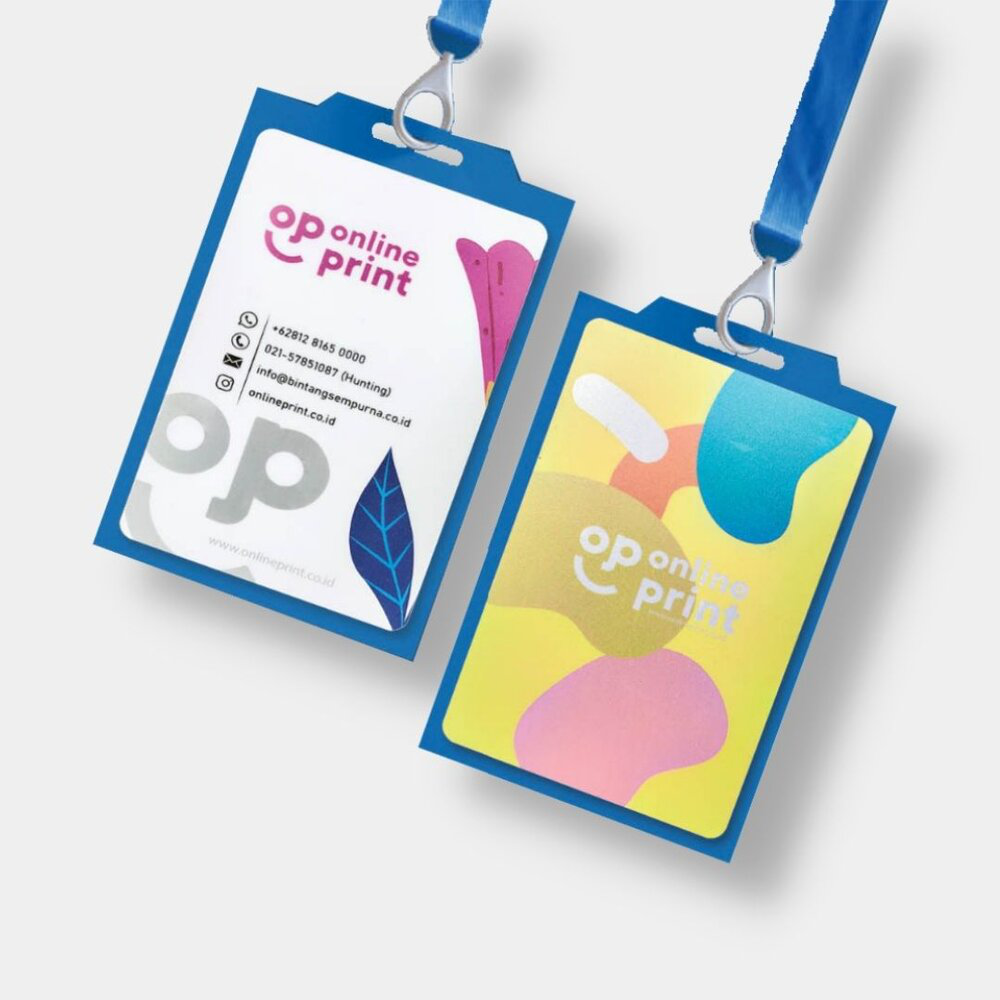 op online
print
+62812 8165 0000
021-57851087 (Hunting)
info@bintangsempurna.co.id
onlineprint.co.id
op
www.onlineprint.co.id
op online
print